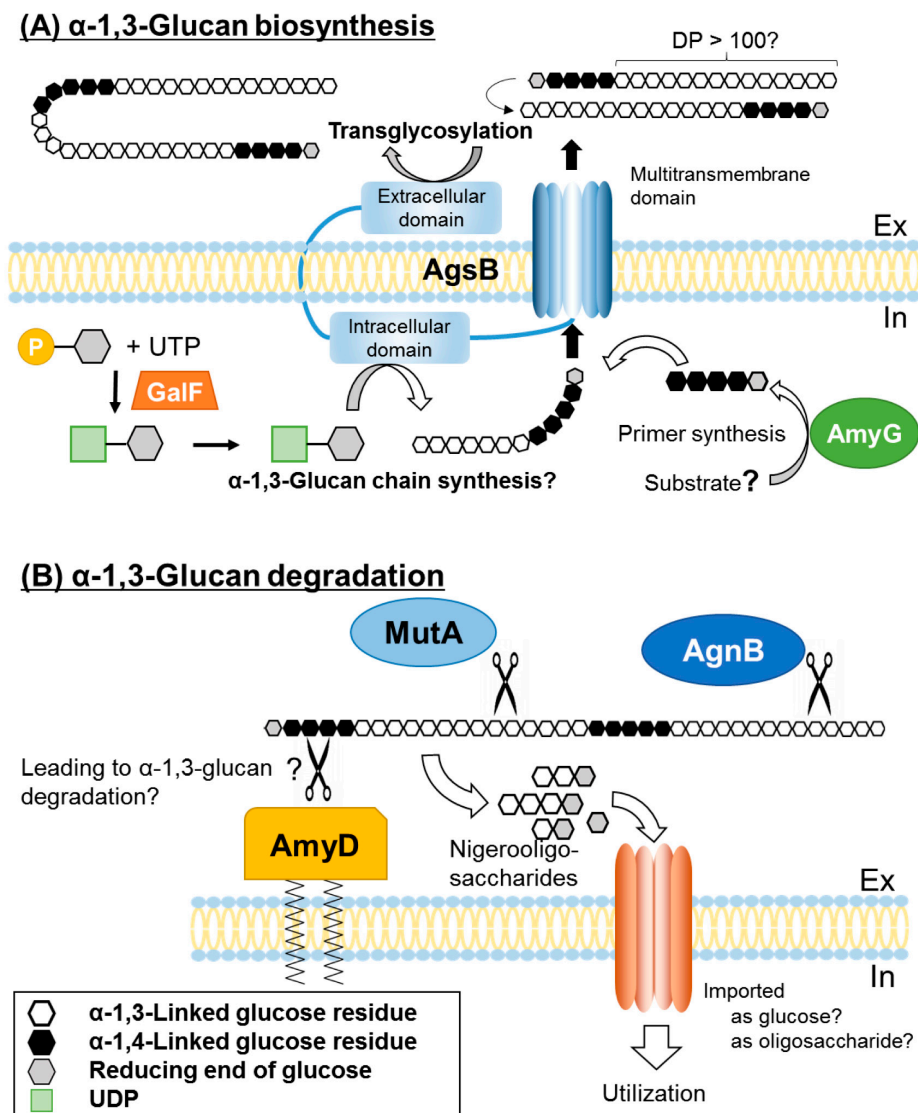 (A) α-1,3-Glucan biosynthesis
DP > 100?
Transglycosylation
Extracellular
domain
Multitransmembrane
domain
Ex
AgsB
In
Intracellular
domain
P
+ UTP
GalF
Primer synthesis
AmyG
Substrate?
α-1,3-Glucan chain synthesis?
(B) α-1,3-Glucan degradation
MutA
AgnB
Leading to α-1,3-glucan
degradation?
?
AmyD
Nigerooligo-
saccharides
Ex
In
Imported
as glucose?
as oligosaccharide?
Utilization
α-1,3-Linked glucose residue
α-1,4-Linked glucose residue
Reducing end of glucose
UDP